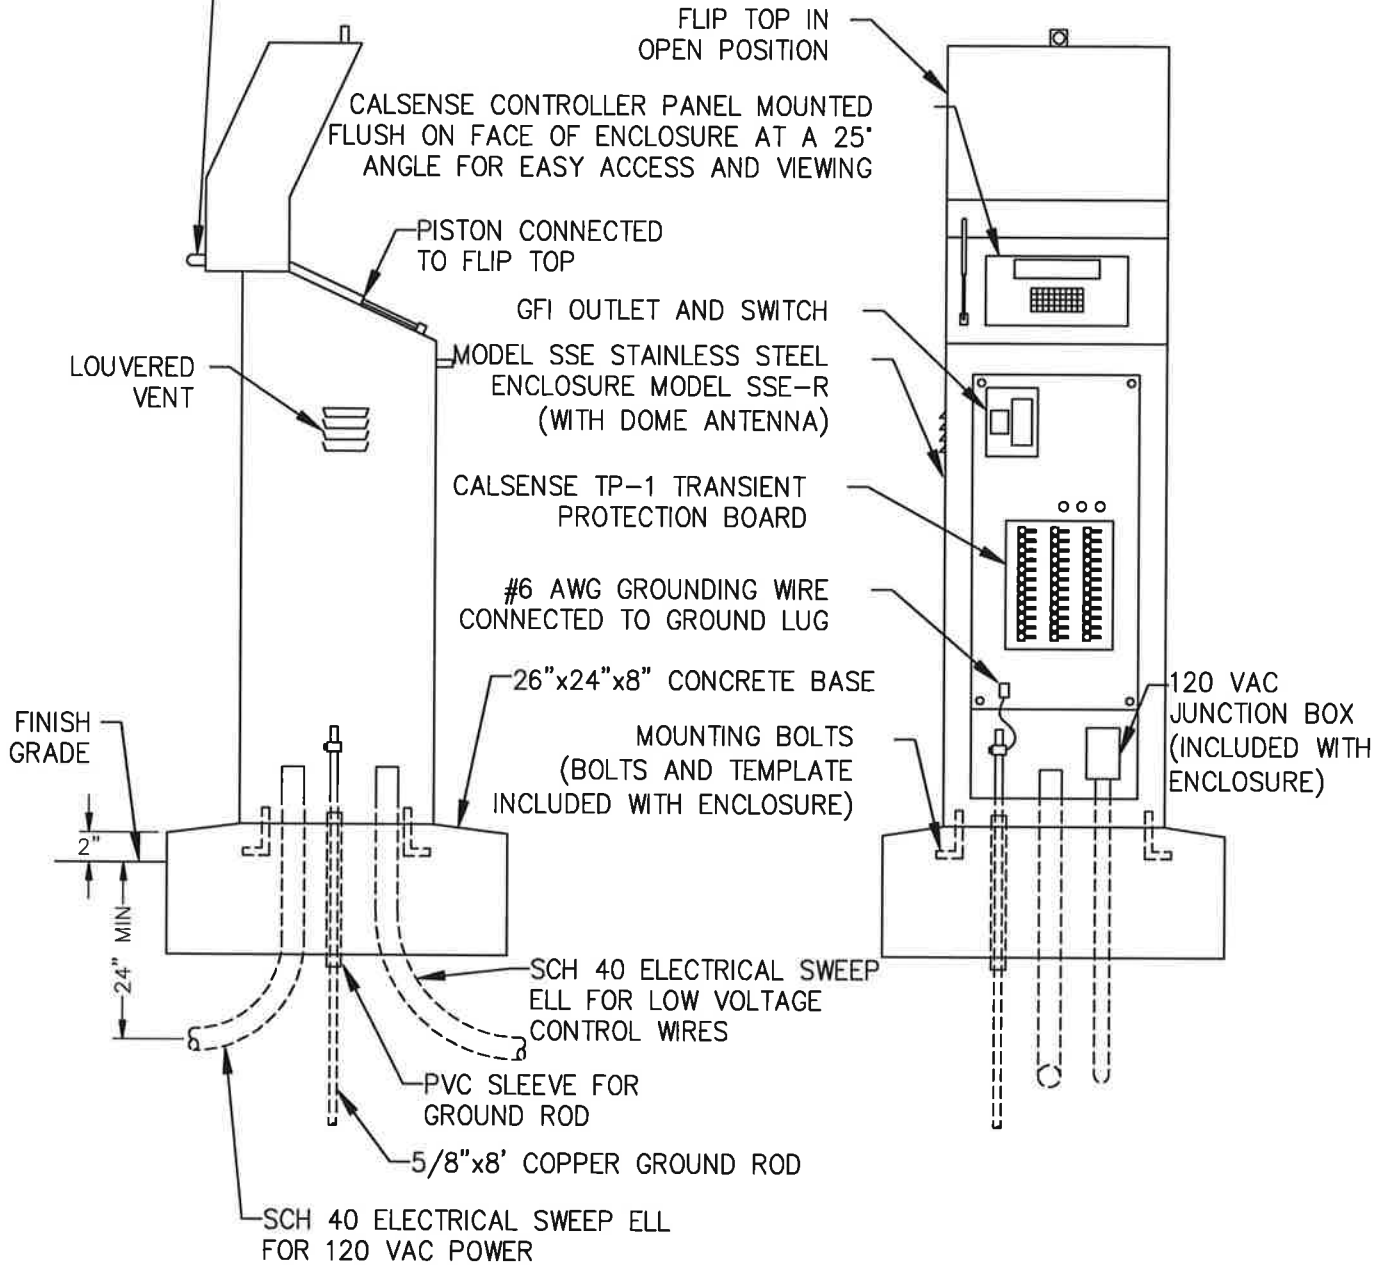 FLIP TOP IN
OPEN POSITION
CALSENSE CONTROLLER PANEL MOUNTED
FLUSH ON FACE OF ENCLOSURE AT A 25°
ANGLE FOR EASY ACCESS AND VIEWING
PISTON CONNECTED
TO FLIP TOP
GFI OUTLET AND SWITCH
LOUVERED
VENT
MODEL SSE STAINLESS STEEL
ENCLOSURE MODEL SSE-R
(WITH DOME ANTENNA)
CALSENSE TP-1 TRANSIENT
PROTECTION BOARD
#6 AWG GROUNDING WIRE
CONNECTED TO GROUND LUG
26"x24"x8" CONCRETE BASE
120 VAC
JUNCTION BOX
(INCLUDED WITH
ENCLOSURE)
FINISH
GRADE
MOUNTING BOLTS
(BOLTS AND TEMPLATE
INCLUDED WITH ENCLOSURE)
2"
24" MIN
SCH 40 ELECTRICAL SWEEP
ELL FOR LOW VOLTAGE
CONTROL WIRES
PVC SLEEVE FOR
GROUND ROD
5/8"x8' COPPER GROUND ROD
SCH 40 ELECTRICAL SWEEP ELL
FOR 120 VAC POWER